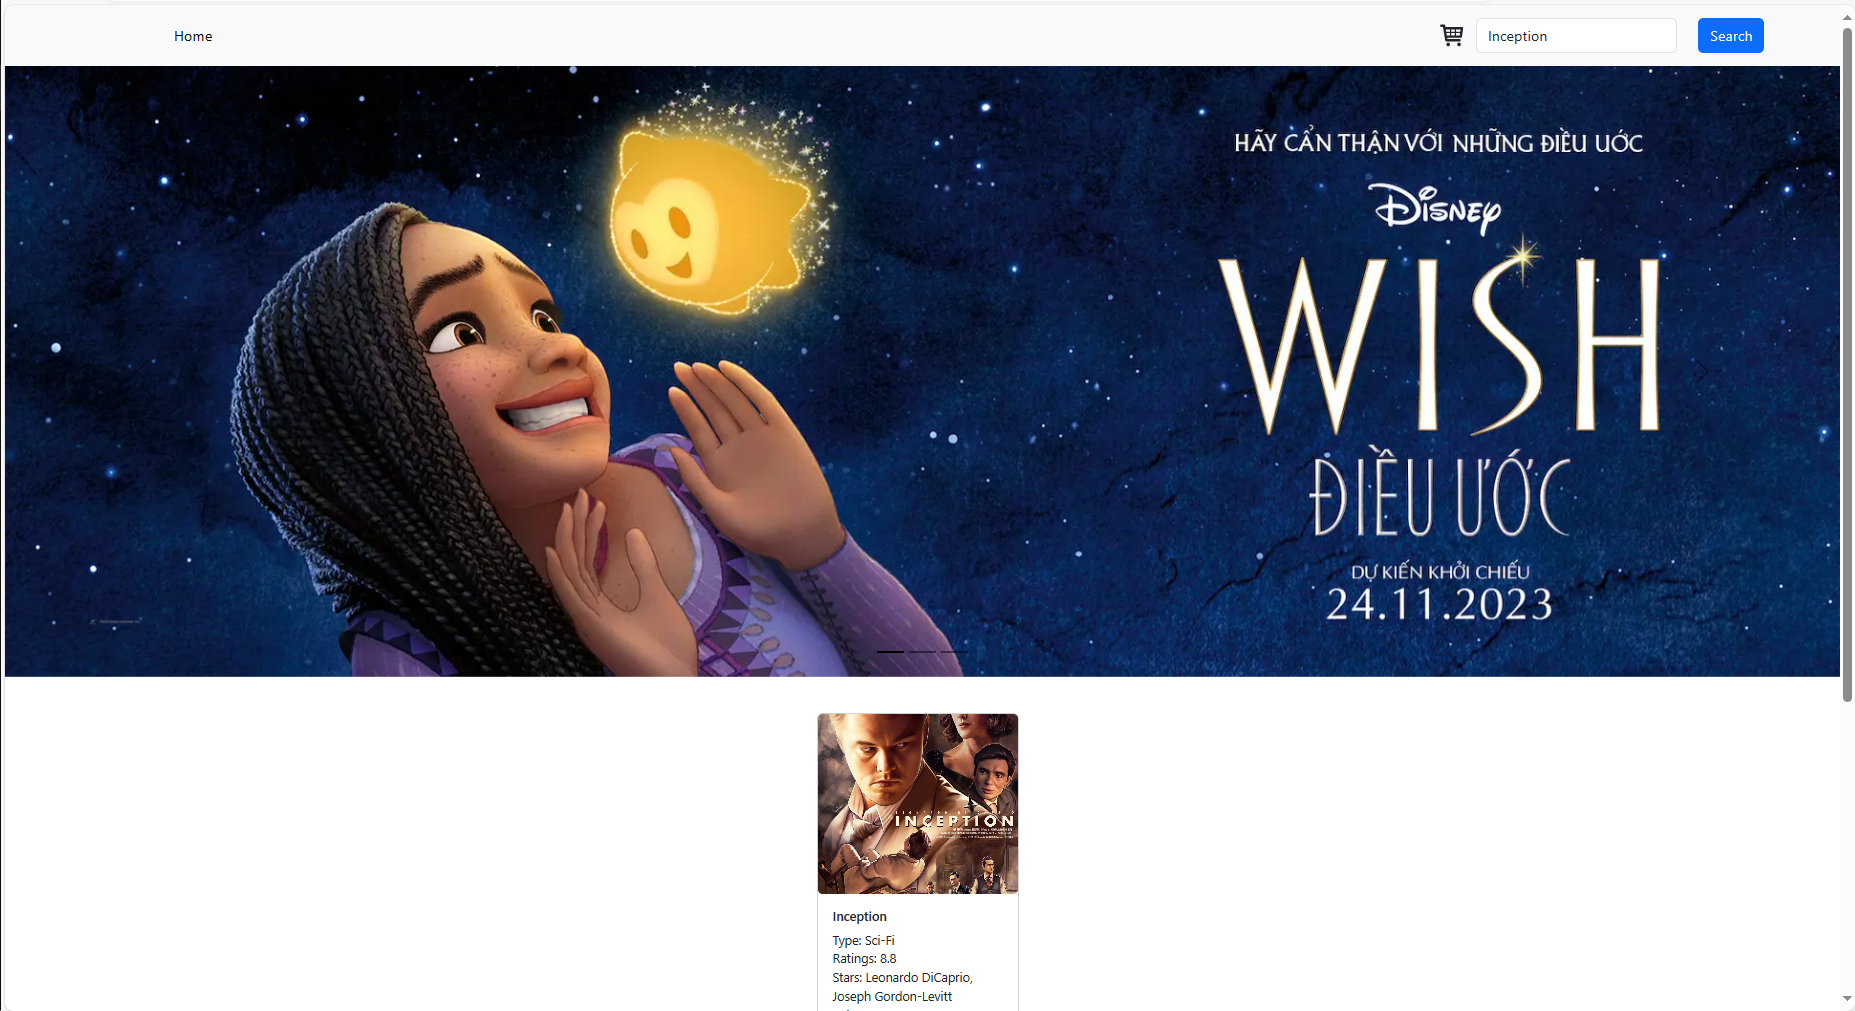 Home
Inception
Search
HÃY CẨN THẬN VỚI NHỮNG ĐIỀU ƯỚC
DISNEY
WISH
ĐIỀU ƯỚC
DỰ KIẾN KHỞI CHIẾU
24.11.2023
INCEPTION
Inception
Type: Sci-Fi
Ratings: 8.8
Stars: Leonardo DiCaprio,
Joseph Gordon-Levitt